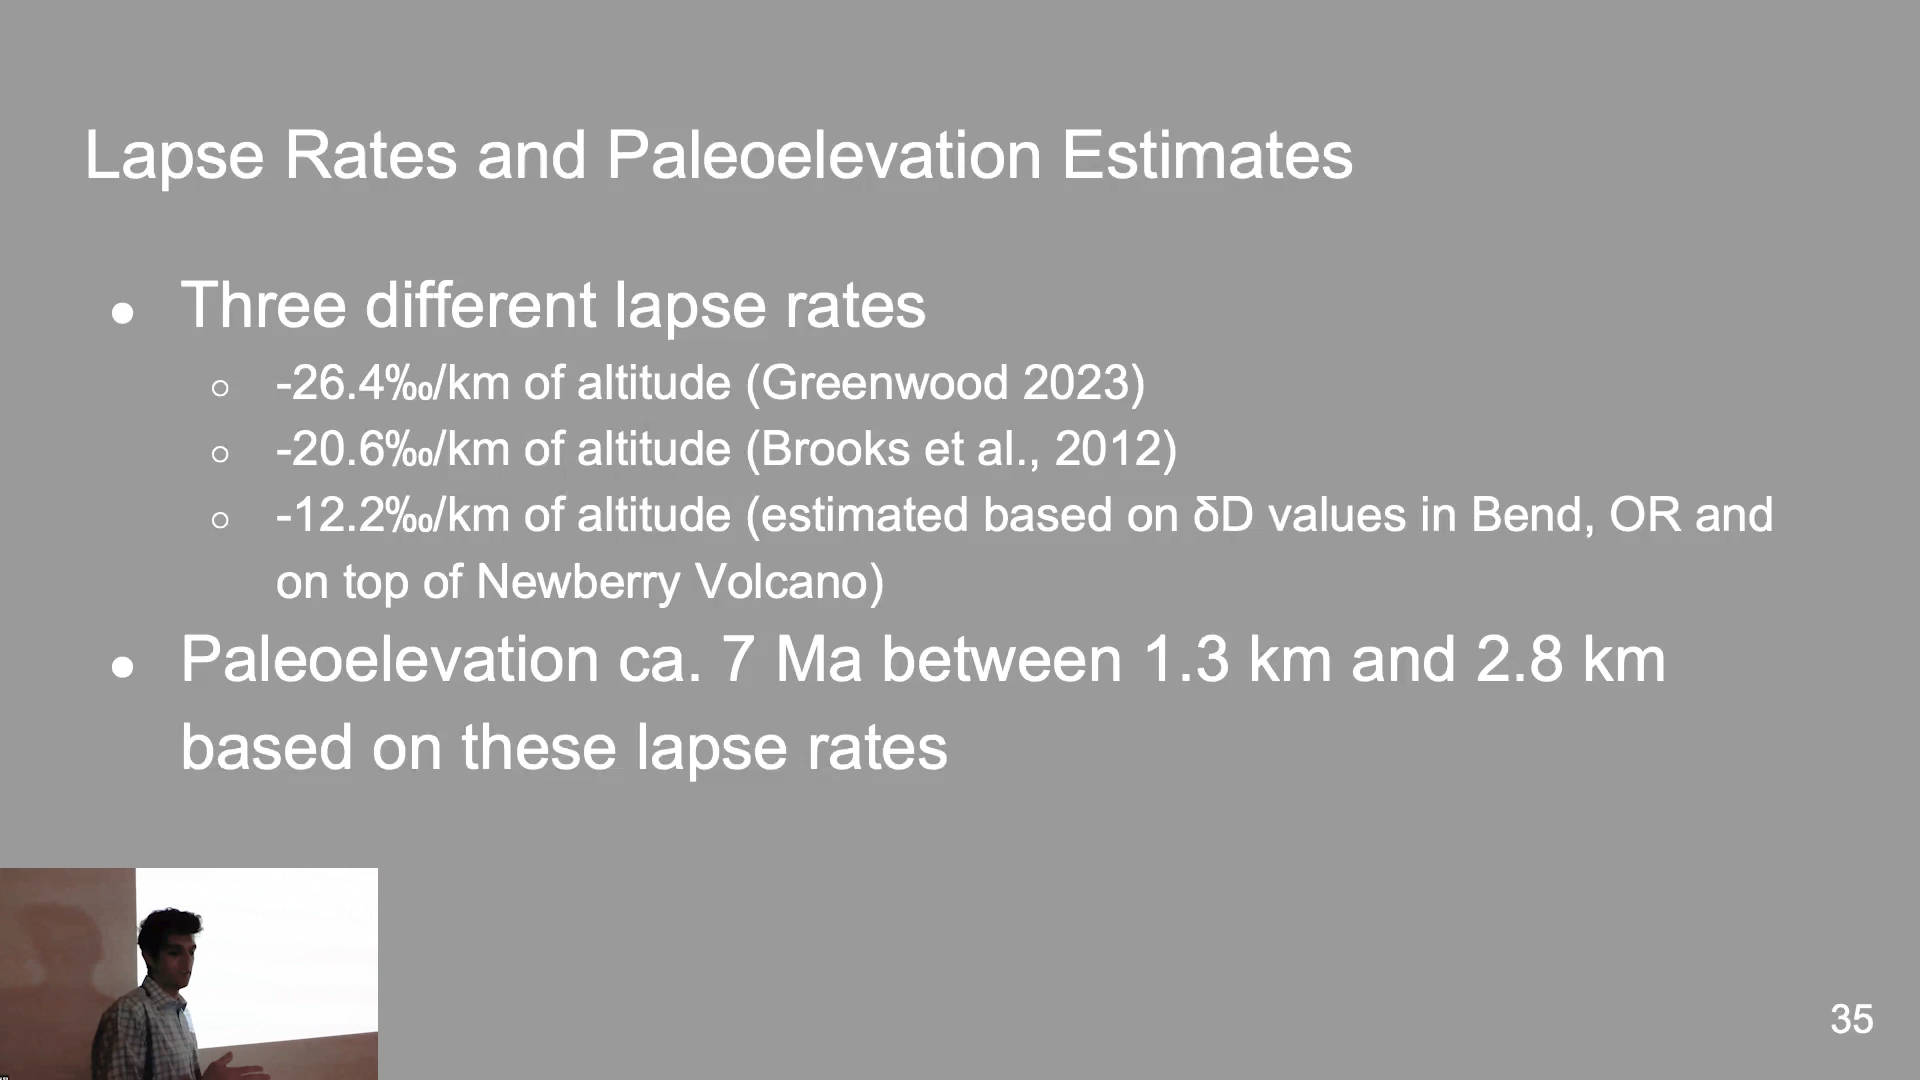 Lapse Rates and Paleoelevation Estimates
● Three different lapse rates
○ -26.4‰/km of altitude (Greenwood 2023)
○ -20.6‰/km of altitude (Brooks et al., 2012)
○ -12.2‰/km of altitude (estimated based on δD values in Bend, OR and
on top of Newberry Volcano)
● Paleoelevation ca. 7 Ma between 1.3 km and 2.8 km
based on these lapse rates
35